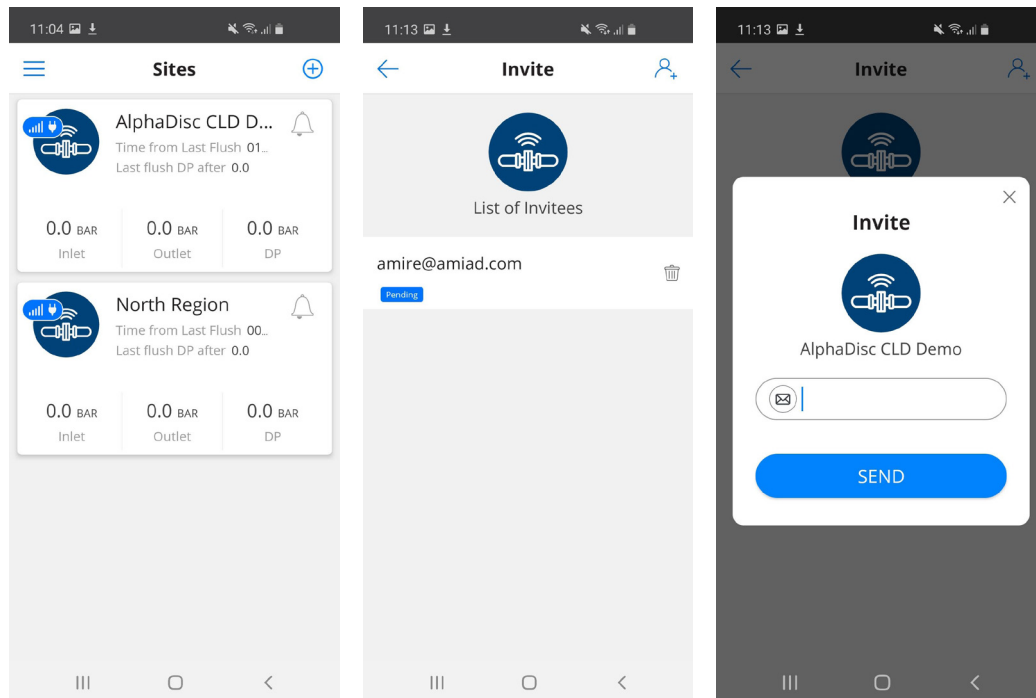 11:04
Sites
AlphaDisc CLD D...
Time from Last Flush 01...
Last flush DP after 0.0
0.0 BAR 0.0 BAR 0.0 BAR
Inlet Outlet DP
North Region
Time from Last Flush 00...
Last flush DP after 0.0
0.0 BAR 0.0 BAR 0.0 BAR
Inlet Outlet DP
11:13
Invite
List of Invitees
amire@amiad.com
Pending
11:13
Invite
Invite
AlphaDisc CLD Demo
SEND